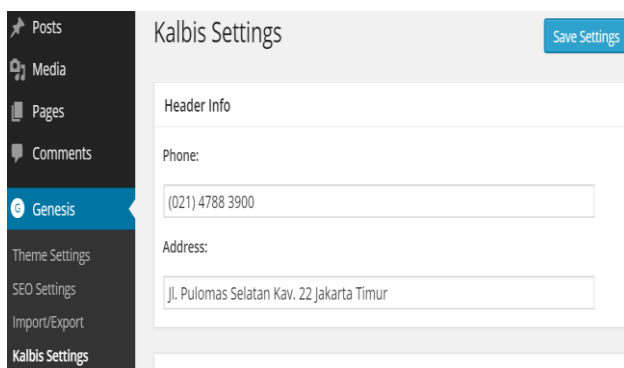 Posts
Media
Pages
Comments
G Genesis
Theme Settings
SEO Settings
Import/Export
Kalbis Settings
Kalbis Settings
Save Settings
Header Info
Phone:
(021) 4788 3900
Address:
Jl. Pulomas Selatan Kav. 22 Jakarta Timur